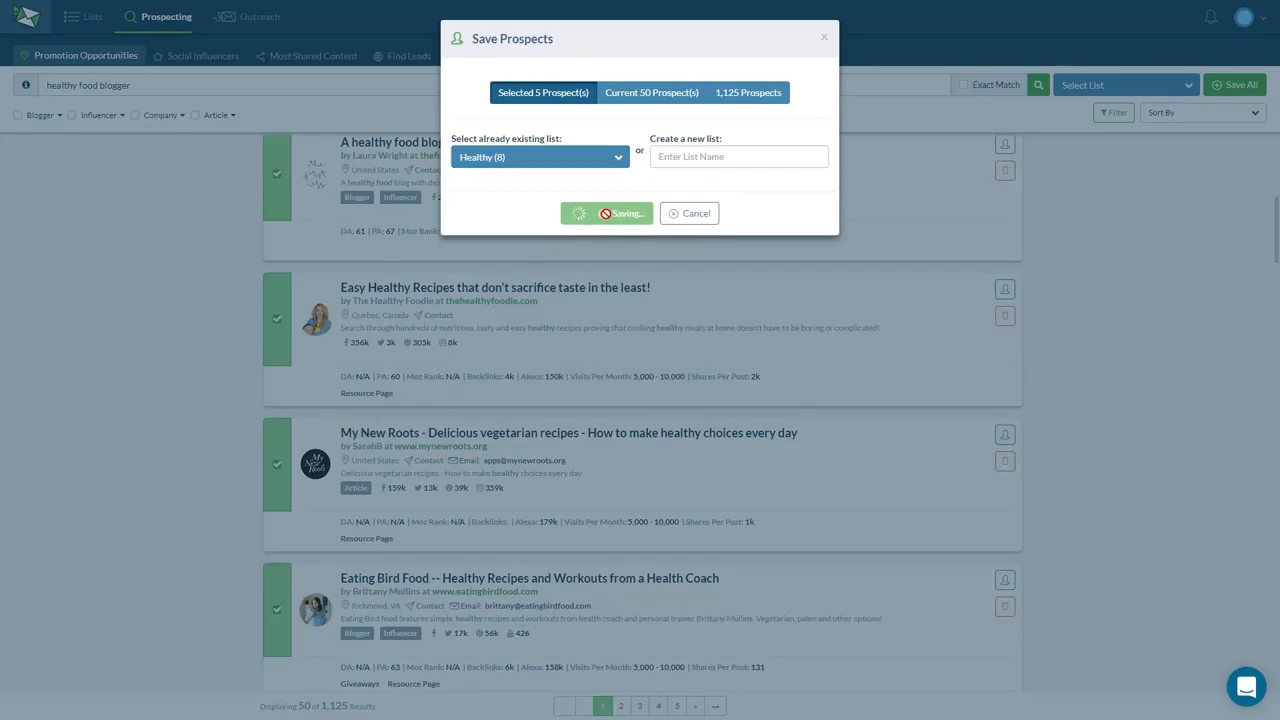 Lists
Prospecting
Outreach
Promotion Opportunities
Social Influencers
Most Shared Content
Find Leads
healthy food blogger
Exact Match
Select List
Save All
Blogger
Influencer
Company
Article
Filter
Sort By
Save Prospects
×
Selected 5 Prospect(s)
Current 50 Prospect(s)
1,125 Prospects
Select already existing list:
Healthy (8)
or
Create a new list:
Enter List Name
Saving...
Cancel
A healthy food
by Laura Wright at
United States Contact
A healthy food blog with
Blogger Influencer
DA: 61 | PA: 67 | Moz Rank:
Easy Healthy Recipes that don't sacrifice taste in the least!
by The Healthy Foodie at thehealthyfoodie.com
Quebec, Canada Contact
Search through hundreds of nutritious, tasty and easy healthy recipes proving that cooking healthy meals at home doesn't have to be boring or complicated!
356k 3k 305k 8k
DA: N/A | PA: 60 | Moz Rank: N/A | Backlinks: 4k | Alexa: 150k | Visits Per Month: 5,000 - 10,000 | Shares Per Post: 2k
Resource Page
My New Roots - Delicious vegetarian recipes - How to make healthy choices every day
by SarahB at www.mynewroots.org
United States Contact Email: apps@mynewroots.org
Delicious vegetarian recipes - How to make healthy choices every day
Article 159k 13k 39k 359k
My New Roots
DA: N/A | PA: N/A | Moz Rank: N/A | Backlinks: | Alexa: 179k | Visits Per Month: 5,000 - 10,000 | Shares Per Post: 1k
Resource Page
Eating Bird Food -- Healthy Recipes and Workouts from a Health Coach
by Brittany Mullins at www.eatingbirdfood.com
Richmond, VA Contact Email: brittany@eatingbirdfood.com
Eating Bird Food features simple, healthy recipes and workouts from health coach and personal trainer Brittany Mullins. Vegetarian, paleo and other options!
Blogger Influencer 17k 56k 426
DA: N/A | PA: 63 | Moz Rank: N/A | Backlinks: 6k | Alexa: 158k | Visits Per Month: 5,000 - 10,000 | Shares Per Post: 131
Giveaways Resource Page
Displaying 50 of 1,125 Results
1 2 3 4 5